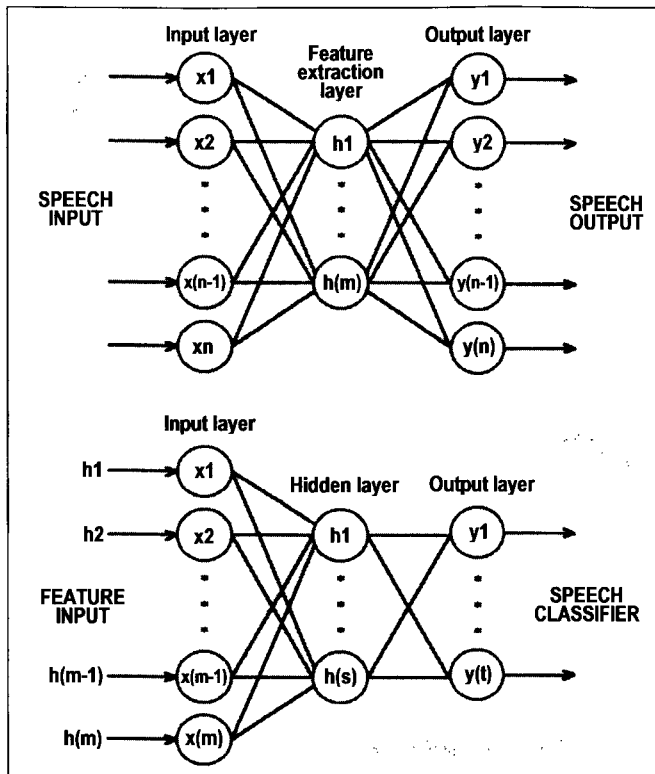 Input layer
Feature
extraction
layer
Output layer
x1
y1
x2
h1
y2
SPEECH
INPUT
SPEECH
OUTPUT
x(n-1)
h(m)
y(n-1)
xn
y(n)
Input layer
h1
x1
Hidden layer
Output layer
h2
x2
h1
y1
FEATURE
INPUT
SPEECH
CLASSIFIER
h(m-1)
x(m-1)
h(s)
y(t)
h(m)
x(m)